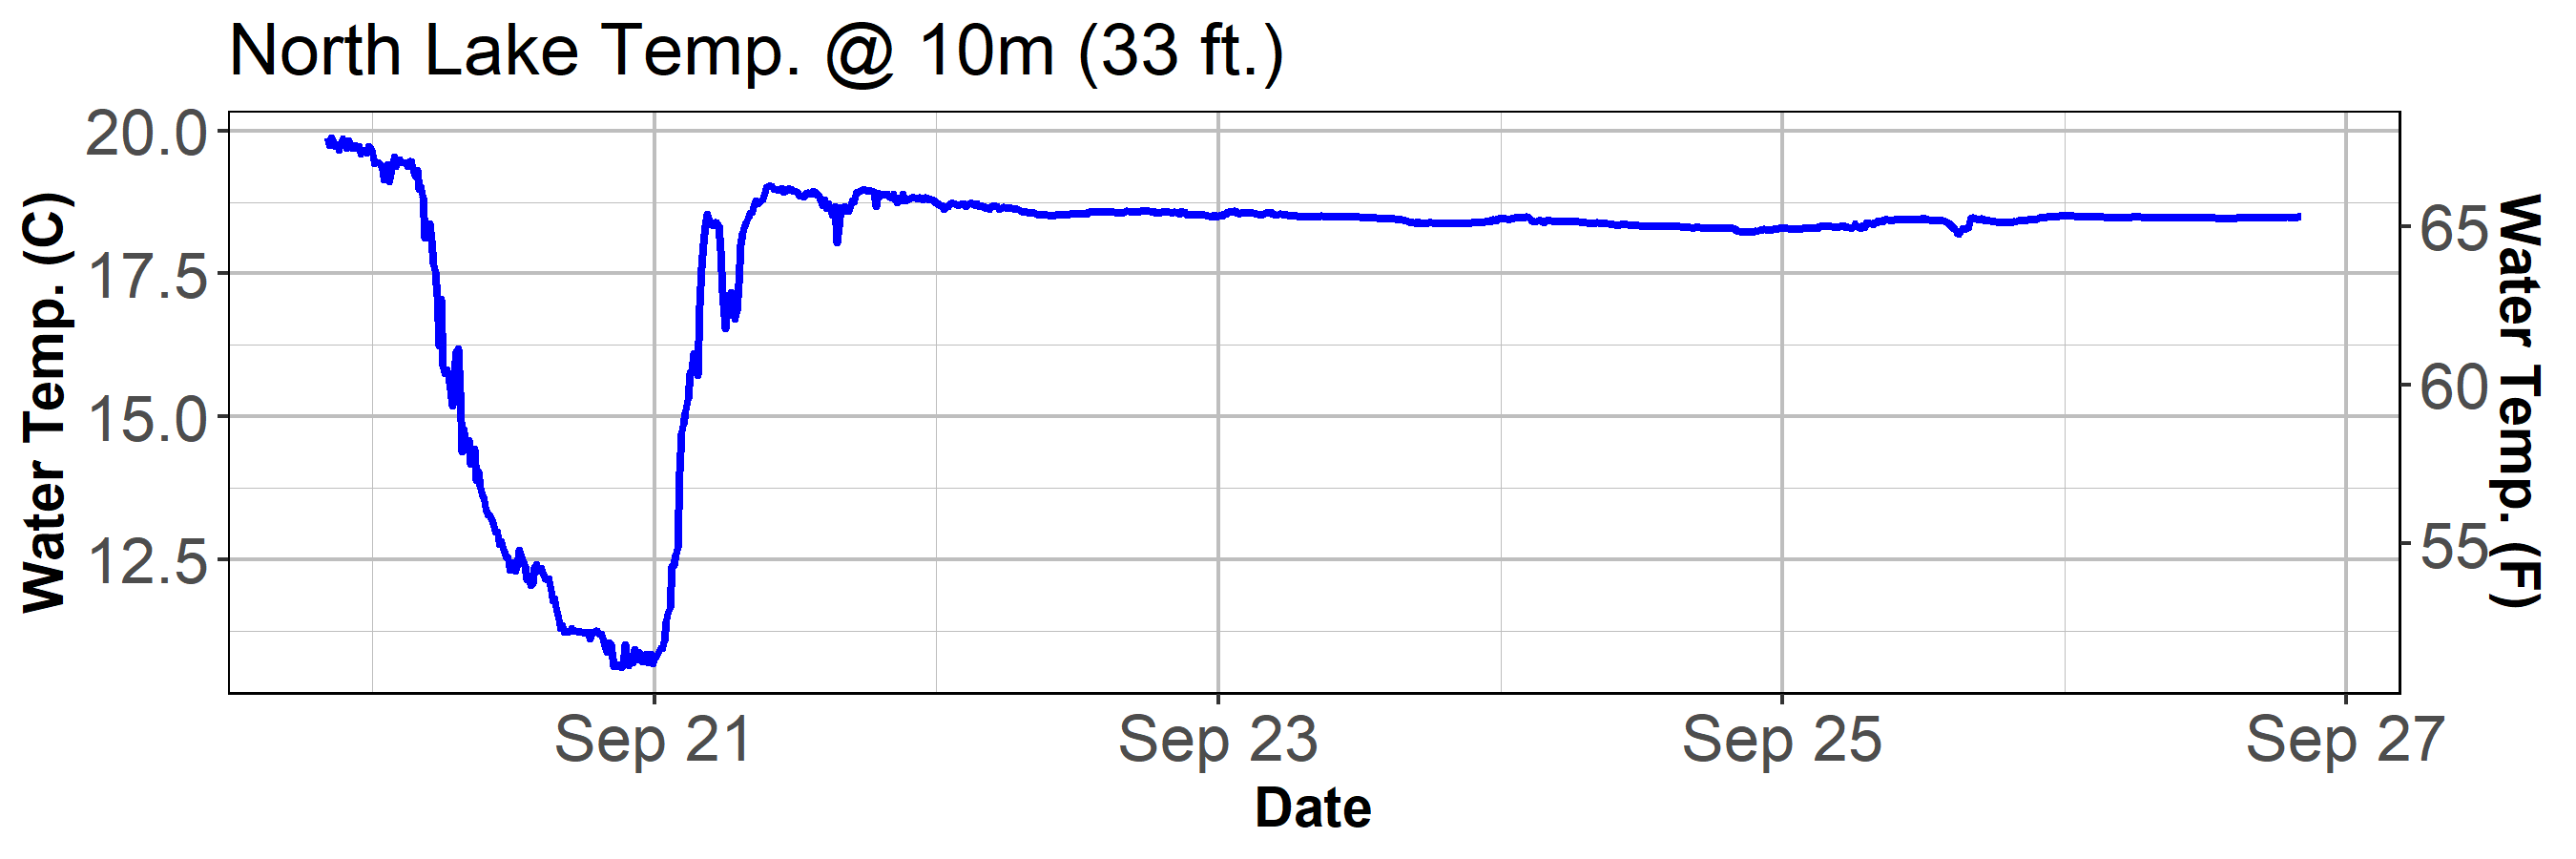 North Lake Temp. @ 10m (33 ft.)
Water Temp. (C)
20.0
17.5
15.0
12.5
65
60
55
Water Temp. (F)
Sep 21
Sep 23
Sep 25
Sep 27
Date